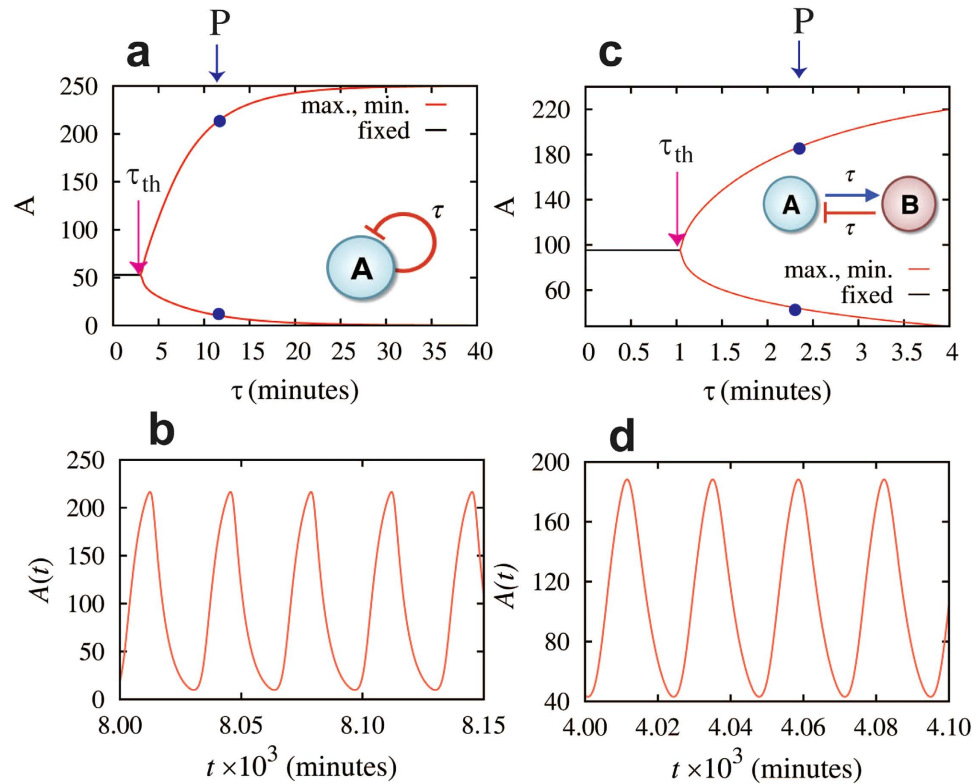 P
a
250
200
150
100
50
0
A
max., min.
fixed
τth
τ
A
0 5 10 15 20 25 30 35 40
τ (minutes)
P
c
220
180
140
100
60
A
τth
τ
A B
τ
max., min.
fixed
0 0.5 1 1.5 2 2.5 3 3.5 4
τ (minutes)
b
250
200
150
100
50
0
A(t)
8.00 8.05 8.10 8.15
t ×10³ (minutes)
d
200
160
120
80
40
A(t)
4.00 4.02 4.04 4.06 4.08 4.10
t ×10³ (minutes)